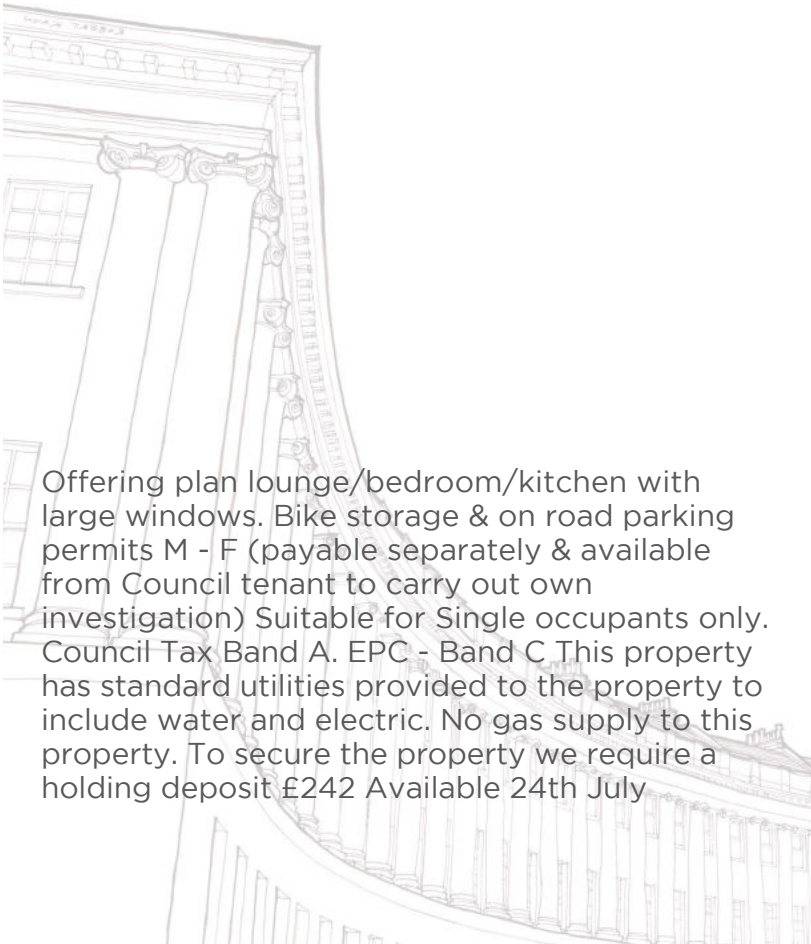 Offering plan lounge/bedroom/kitchen with
large windows. Bike storage & on road parking
permits M - F (payable separately & available
from Council tenant to carry out own
investigation) Suitable for Single occupants only.
Council Tax Band A. EPC - Band C This property
has standard utilities provided to the property to
include water and electric. No gas supply to this
property. To secure the property we require a
holding deposit £242 Available 24th July